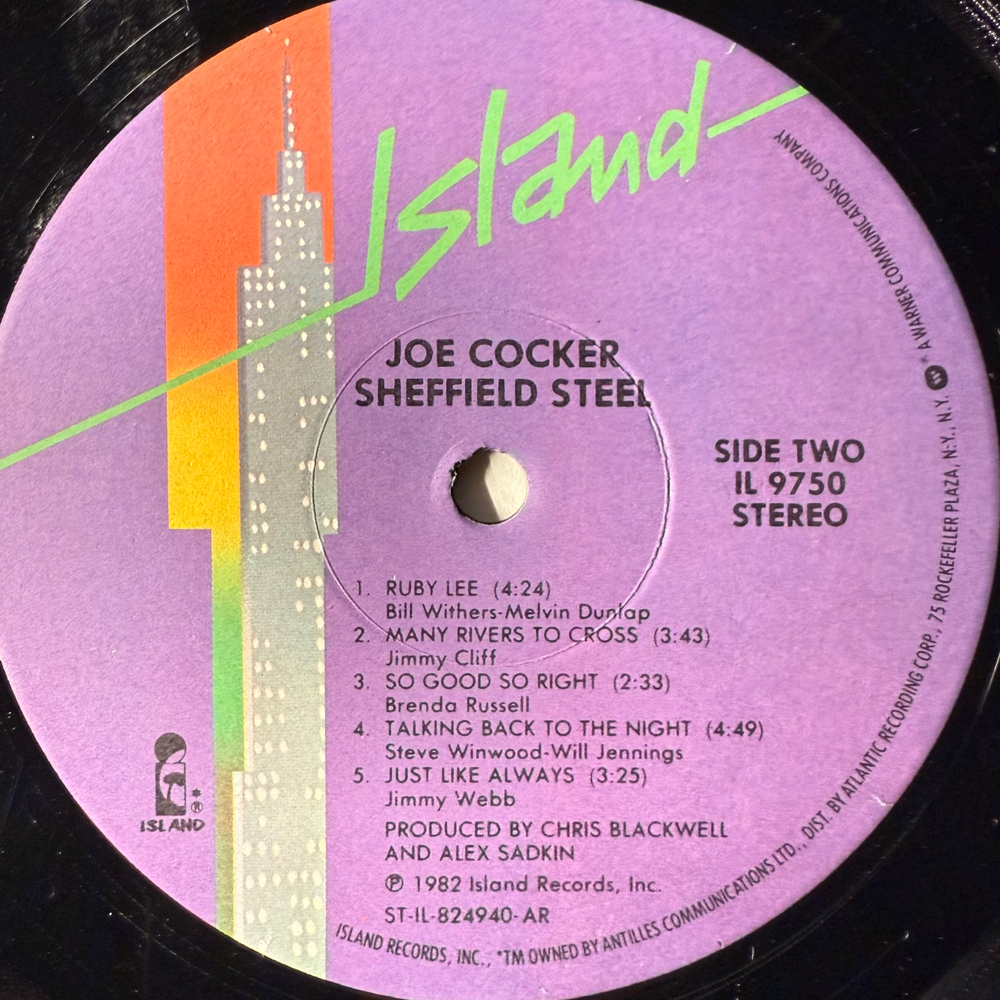 Island
JOE COCKER
SHEFFIELD STEEL
SIDE TWO
IL 9750
STEREO
1. RUBY LEE (4:24)
Bill Withers-Melvin Dunlap
2. MANY RIVERS TO CROSS (3:43)
Jimmy Cliff
3. SO GOOD SO RIGHT (2:33)
Brenda Russell
4. TALKING BACK TO THE NIGHT (4:49)
Steve Winwood-Will Jennings
5. JUST LIKE ALWAYS (3:25)
Jimmy Webb
PRODUCED BY CHRIS BLACKWELL
AND ALEX SADKIN
℗ 1982 Island Records, Inc.
ST-IL-824940-AR
*®
ISLAND
ISLAND RECORDS, INC., *TM OWNED BY ANTILLES COMMUNICATIONS LTD., DIST. BY ATLANTIC RECORDING CORP., 75 ROCKEFELLER PLAZA, N.Y., N.Y. * A WARNER COMMUNICATIONS COMPANY